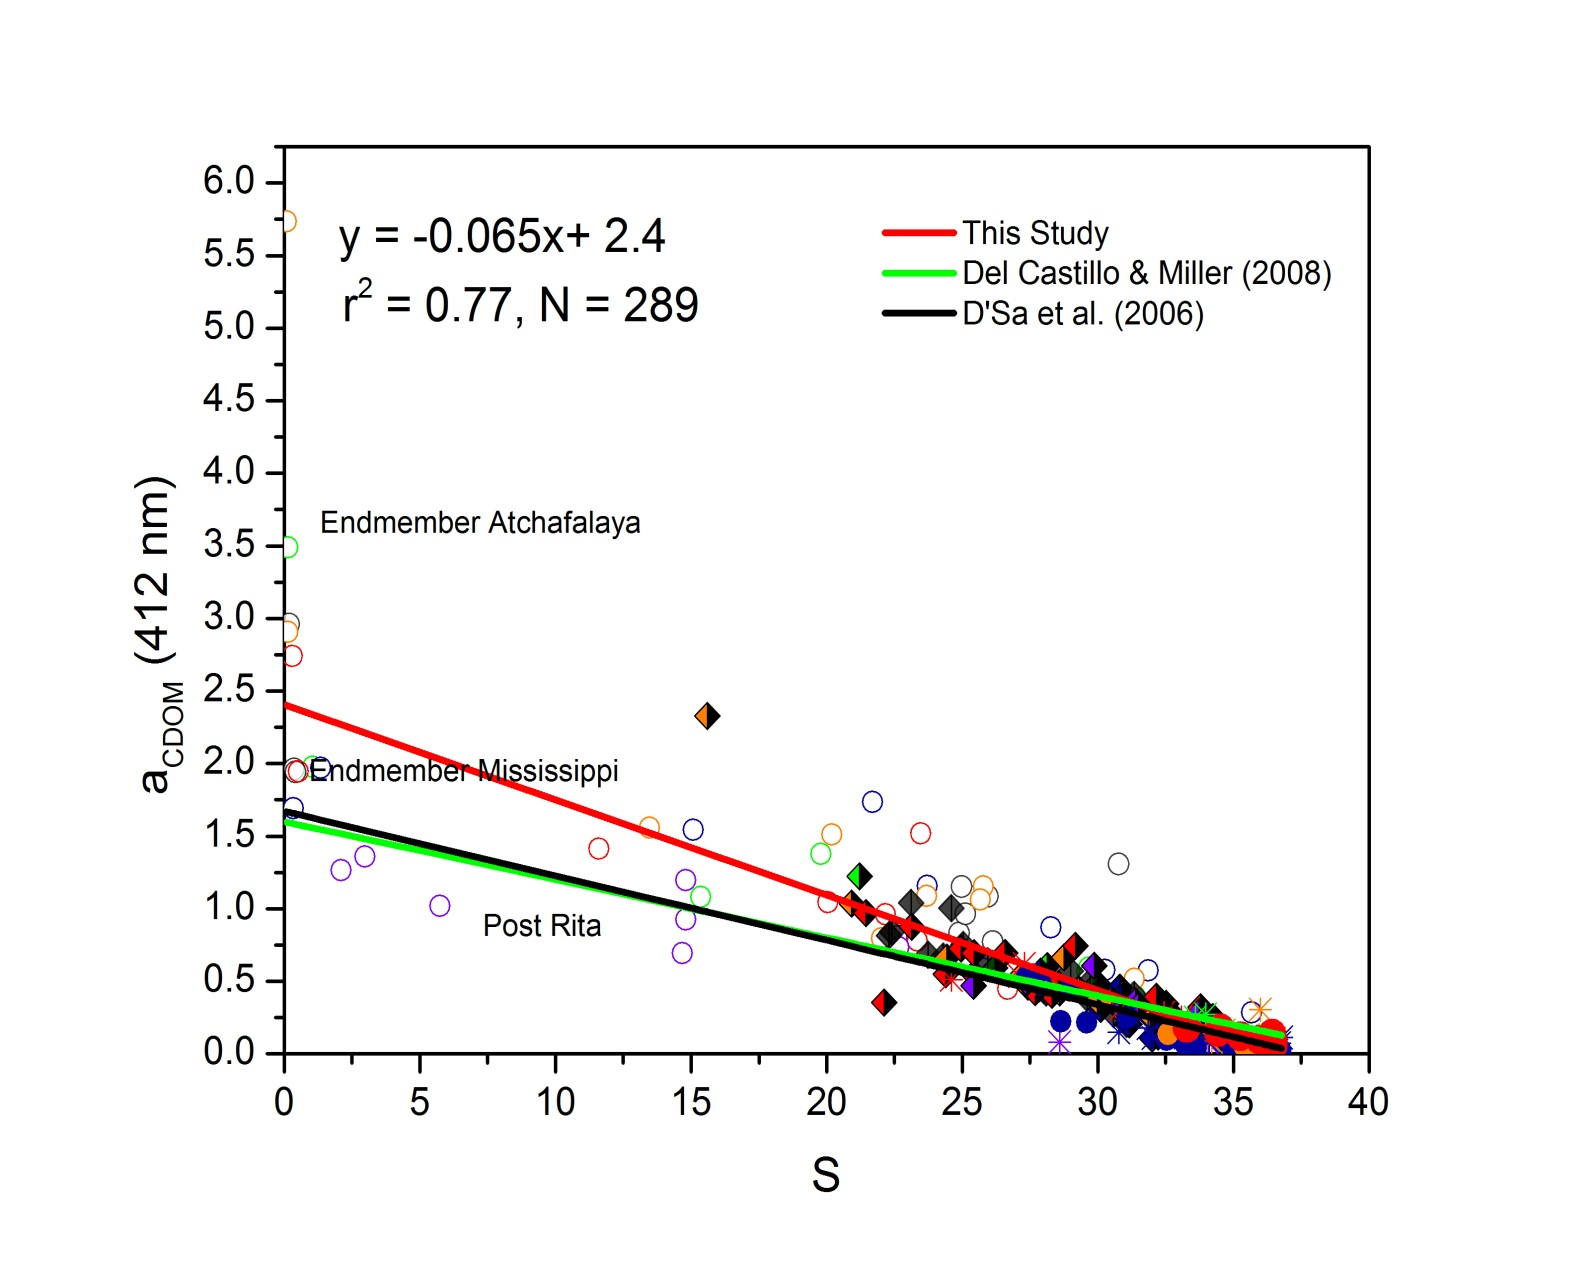 y = -0.065x+ 2.4
r² = 0.77, N = 289
This Study
Del Castillo & Miller (2008)
D'Sa et al. (2006)
6.0
5.5
5.0
4.5
4.0
3.5
3.0
2.5
2.0
1.5
1.0
0.5
0.0
aCDOM (412 nm)
Endmember Atchafalaya
Endmember Mississippi
Post Rita
0 5 10 15 20 25 30 35 40
S